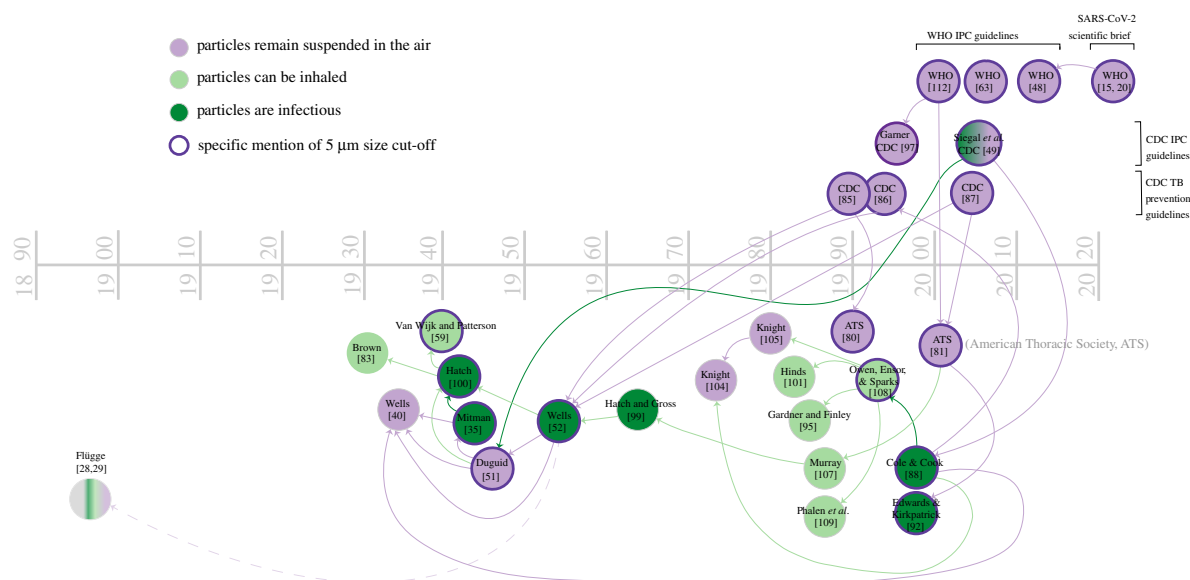 SARS-CoV-2
scientific brief
WHO IPC guidelines
particles remain suspended in the air
particles can be inhaled
particles are infectious
specific mention of 5 µm size cut-off
WHO
[112]
WHO
[63]
WHO
[48]
WHO
[15, 20]
Garner
CDC [97]
Siegal et al.
CDC [49]
CDC IPC
guidelines
CDC
[85]
CDC
[86]
CDC
[87]
CDC TB
prevention
guidelines
18 90
19 00
19 10
19 20
19 30
19 40
19 50
19 60
19 70
19 80
19 90
20 00
20 10
20 20
Van Wijk and Patterson
[59]
Brown
[83]
Hatch
[100]
Wells
[40]
Mitman
[35]
Duguid
[51]
Wells
[52]
Hatch and Gross
[99]
Knight
[105]
Knight
[104]
ATS
[80]
ATS
[81]
(American Thoracic Society, ATS)
Hinds
[101]
Owen, Ensor,
& Sparks
[108]
Gardner and Finley
[95]
Murray
[107]
Cole & Cook
[88]
Phalen et al.
[109]
Edwards &
Kirkpatrick
[92]
Flügge
[28,29]